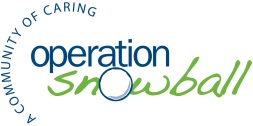 A COMMUNITY OF CARING
operation
snowball